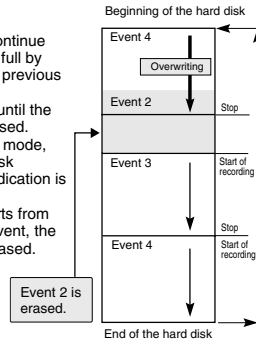 Beginning of the hard disk
ontinue
full by
previous
until the
sed.
mode,
sk
dication is
rts from
vent, the
ased.
Event 4
Overwriting
Event 2
Stop
Event 3
Start of
recording
Stop
Event 4
Start of
recording
Event 2 is
erased.
End of the hard disk